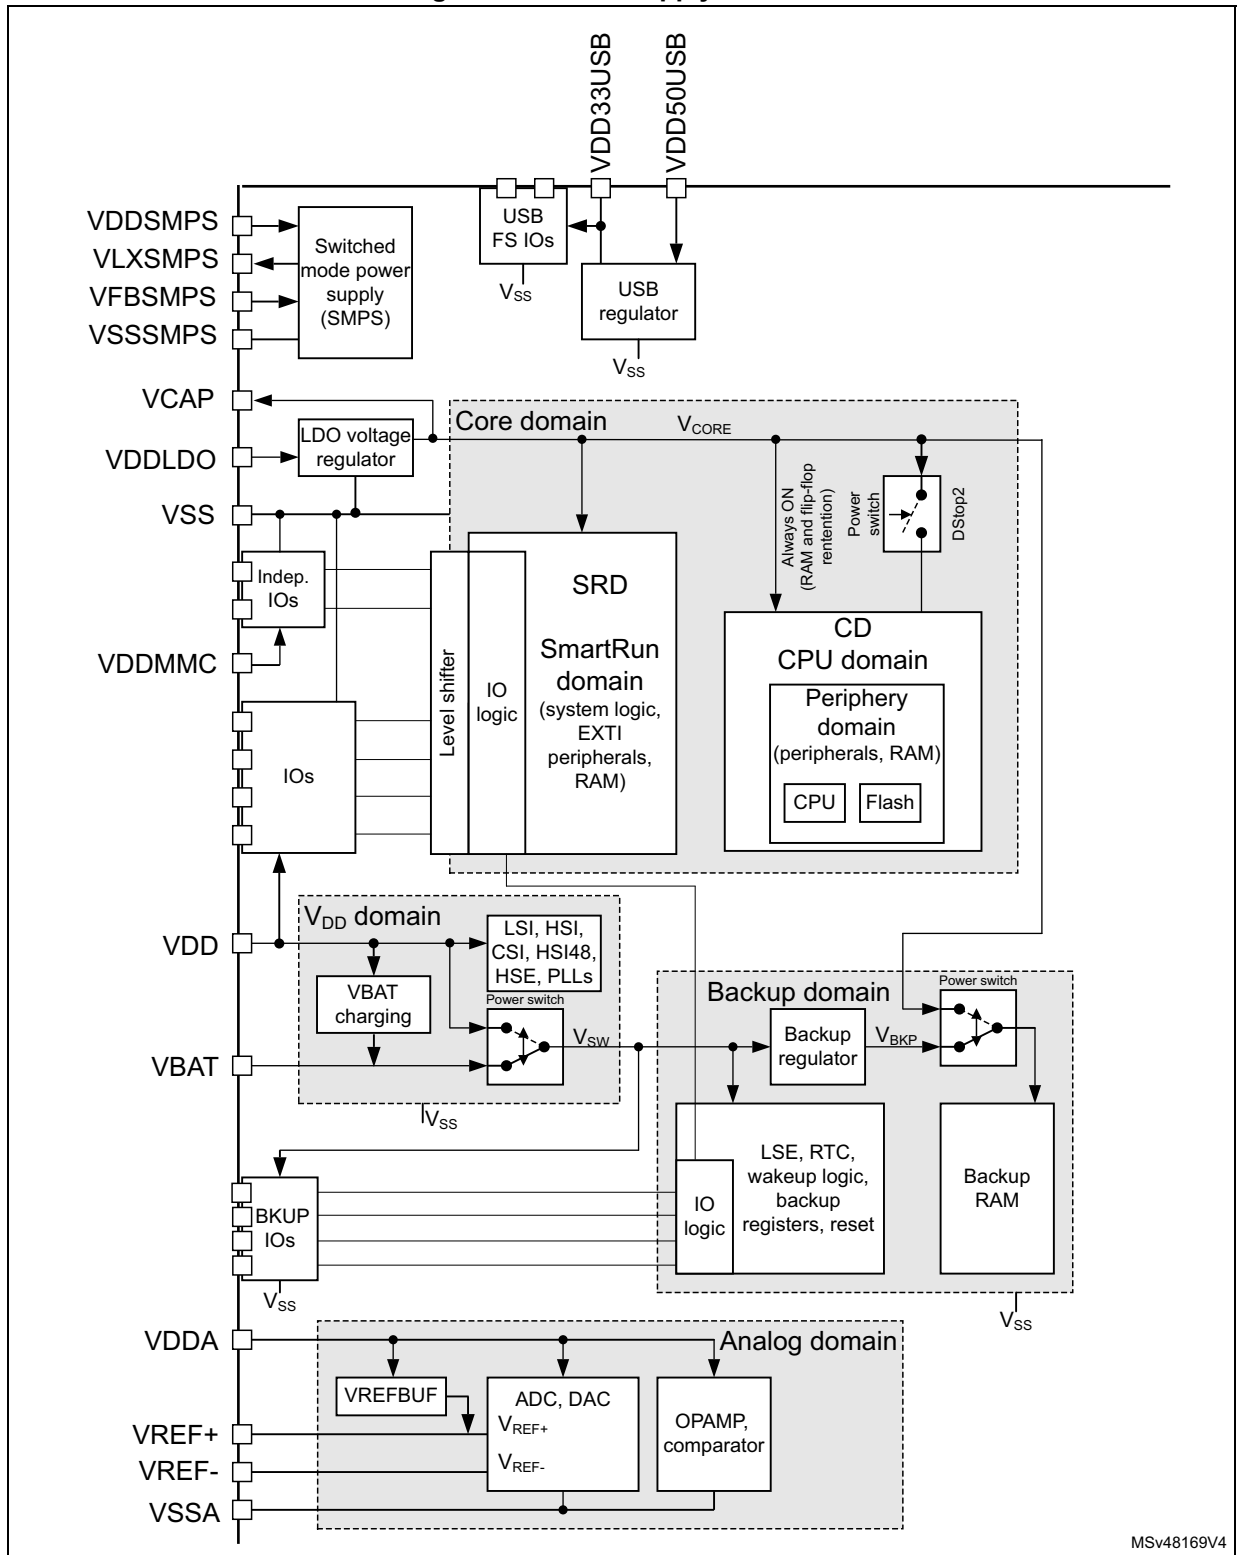 VDD33USB
VDD50USB
VDDSMPS
VLXSMPS
VFBSMPS
VSSSMPS
Switched
mode power
supply
(SMPS)
USB
FS IOs
VSS
USB
regulator
VSS
VCAP
VDDLDO
VSS
LDO voltage
regulator
Core domain
VCORE
Always ON
(RAM and flip-flop
rentention)
Power
switch
DStop2
Indep.
IOs
VDDMMC
IOs
Level shifter
IO
logic
SRD
SmartRun
domain
(system logic,
EXTI
peripherals,
RAM)
CD
CPU domain
Periphery
domain
(peripherals, RAM)
CPU
Flash
VDD
VBAT
VDD domain
LSI, HSI,
CSI, HSI48,
HSE, PLLs
VBAT
charging
Power switch
VSW
VSS
Backup domain
Power switch
Backup
regulator
VBKP
LSE, RTC,
wakeup logic,
backup
registers, reset
IO
logic
Backup
RAM
VSS
BKUP
IOs
VSS
VDDA
VREF+
VREF-
VSSA
Analog domain
VREFBUF
ADC, DAC
VREF+
VREF-
OPAMP,
comparator
MSv48169V4